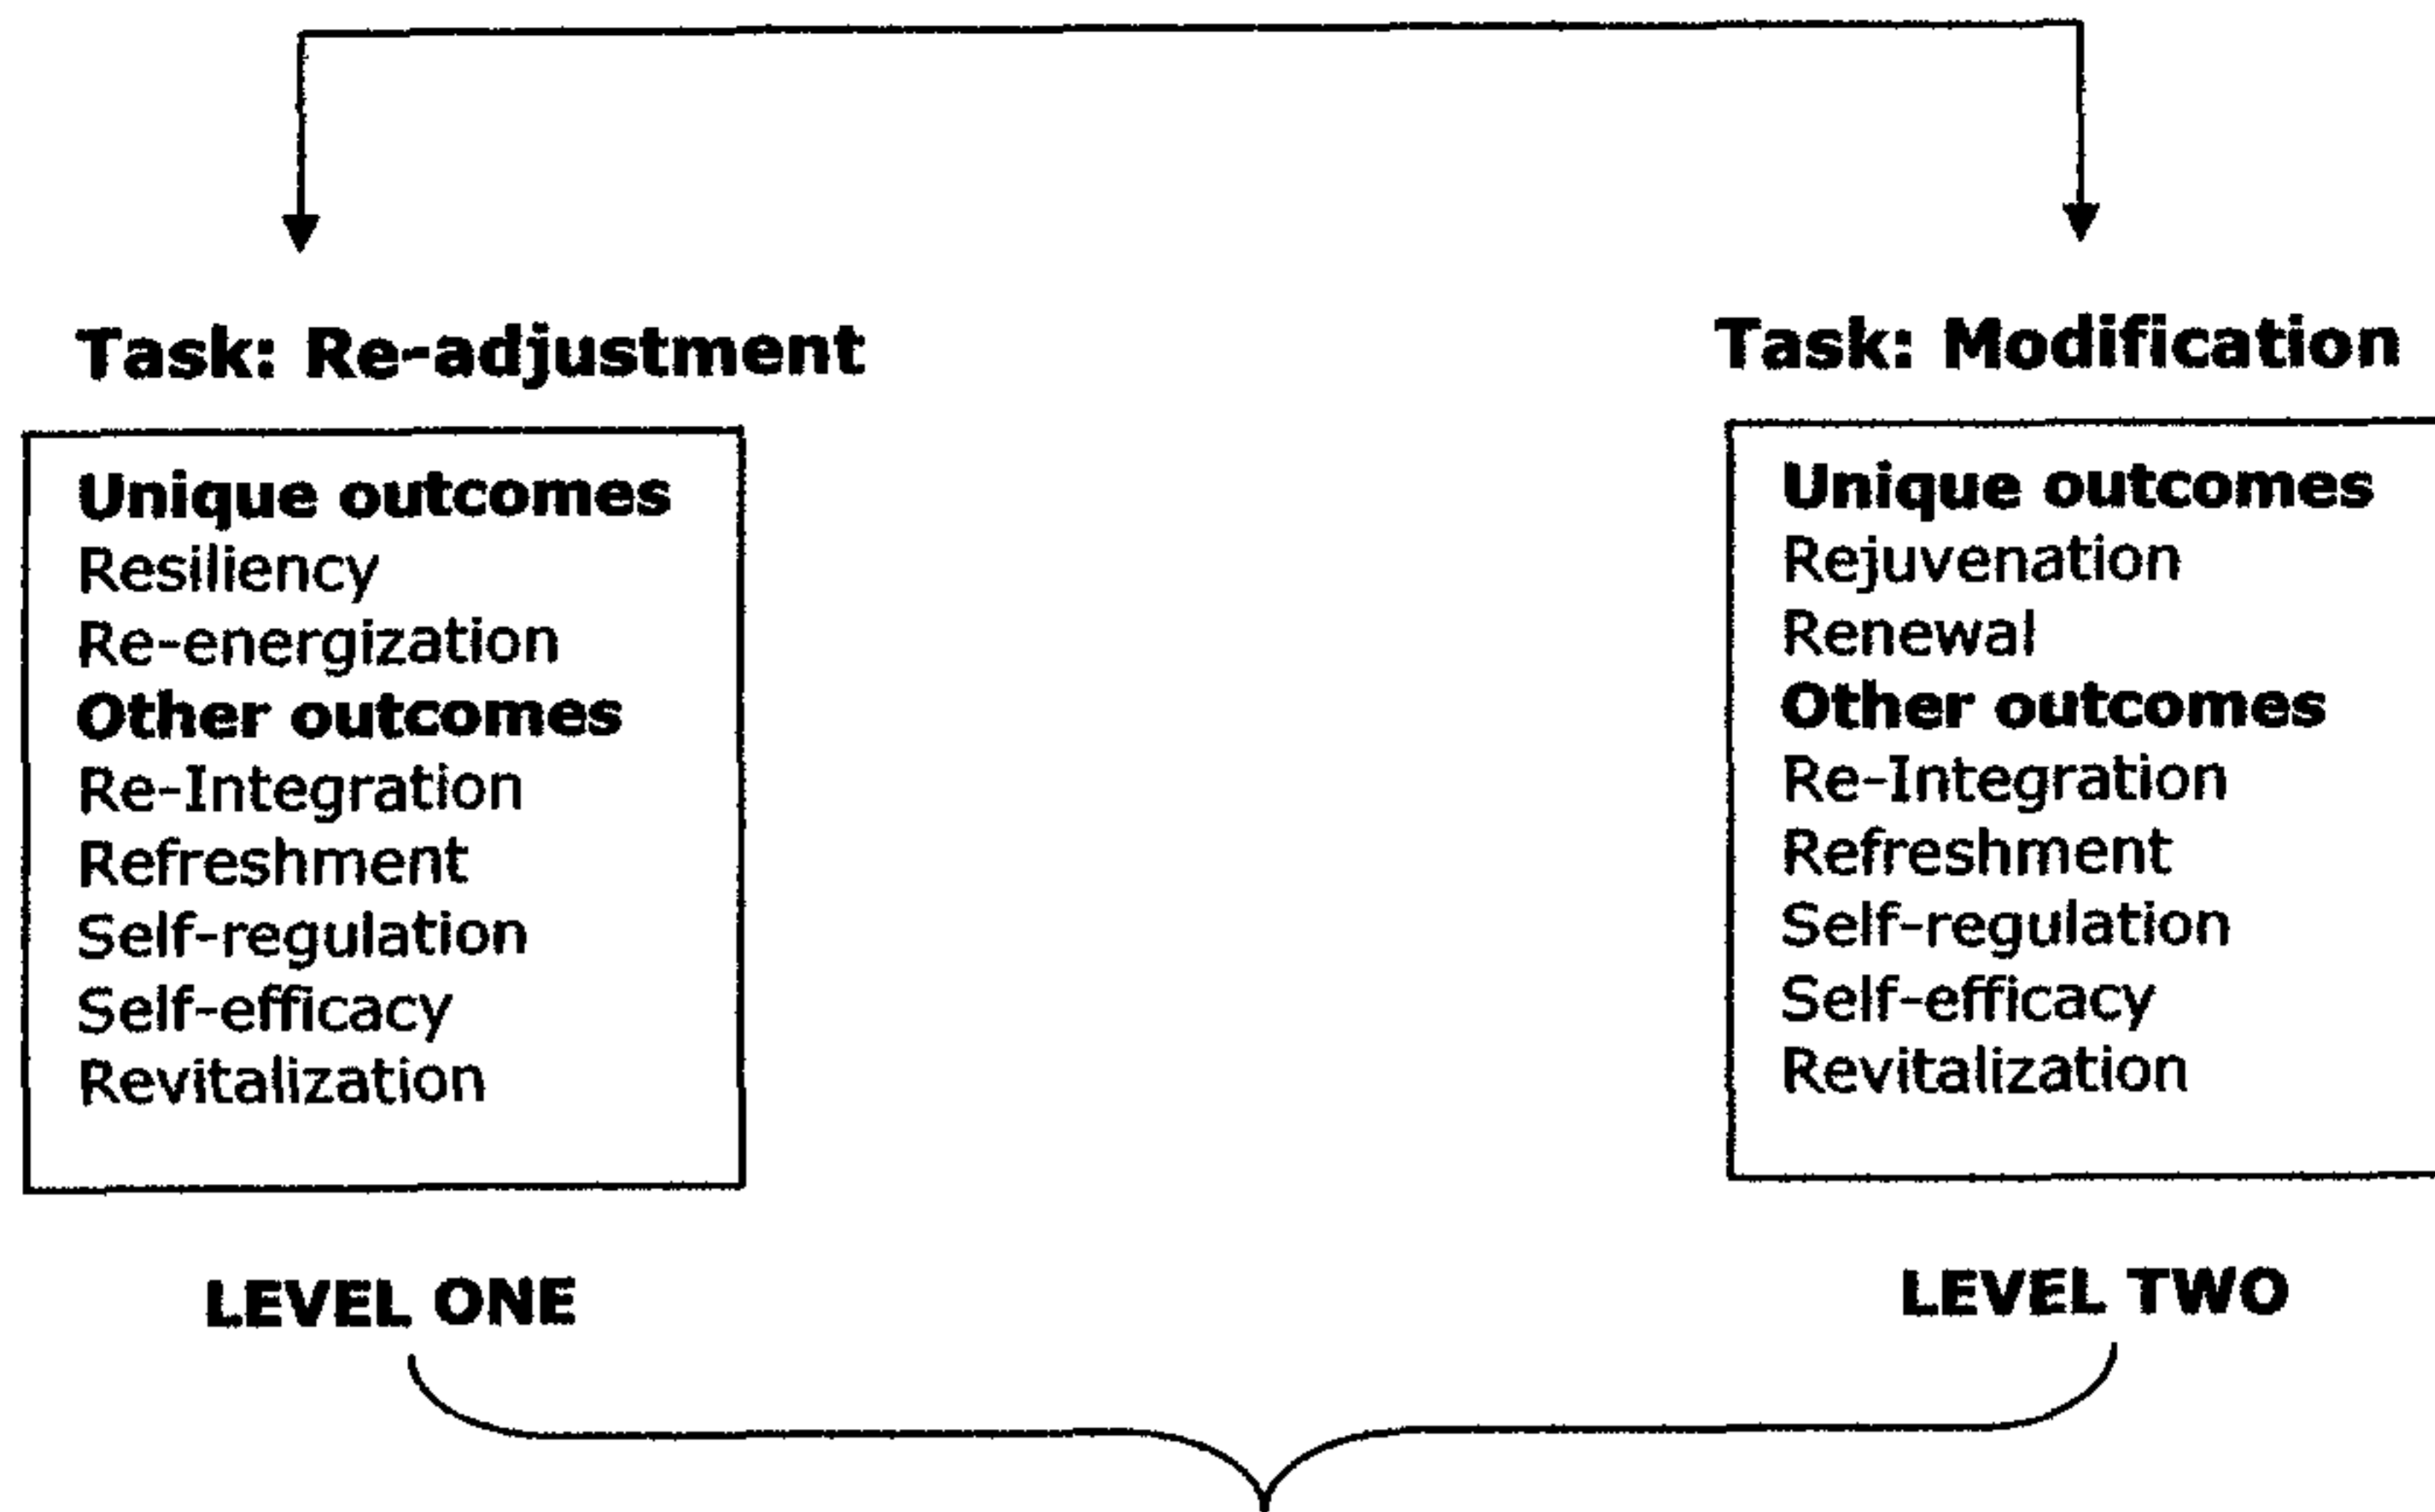 Task: Re-adjustment
Unique outcomes
Resiliency
Re-energization
Other outcomes
Re-Integration
Refreshment
Self-regulation
Self-efficacy
Revitalization
LEVEL ONE
Task: Modification
Unique outcomes
Rejuvenation
Renewal
Other outcomes
Re-Integration
Refreshment
Self-regulation
Self-efficacy
Revitalization
LEVEL TWO